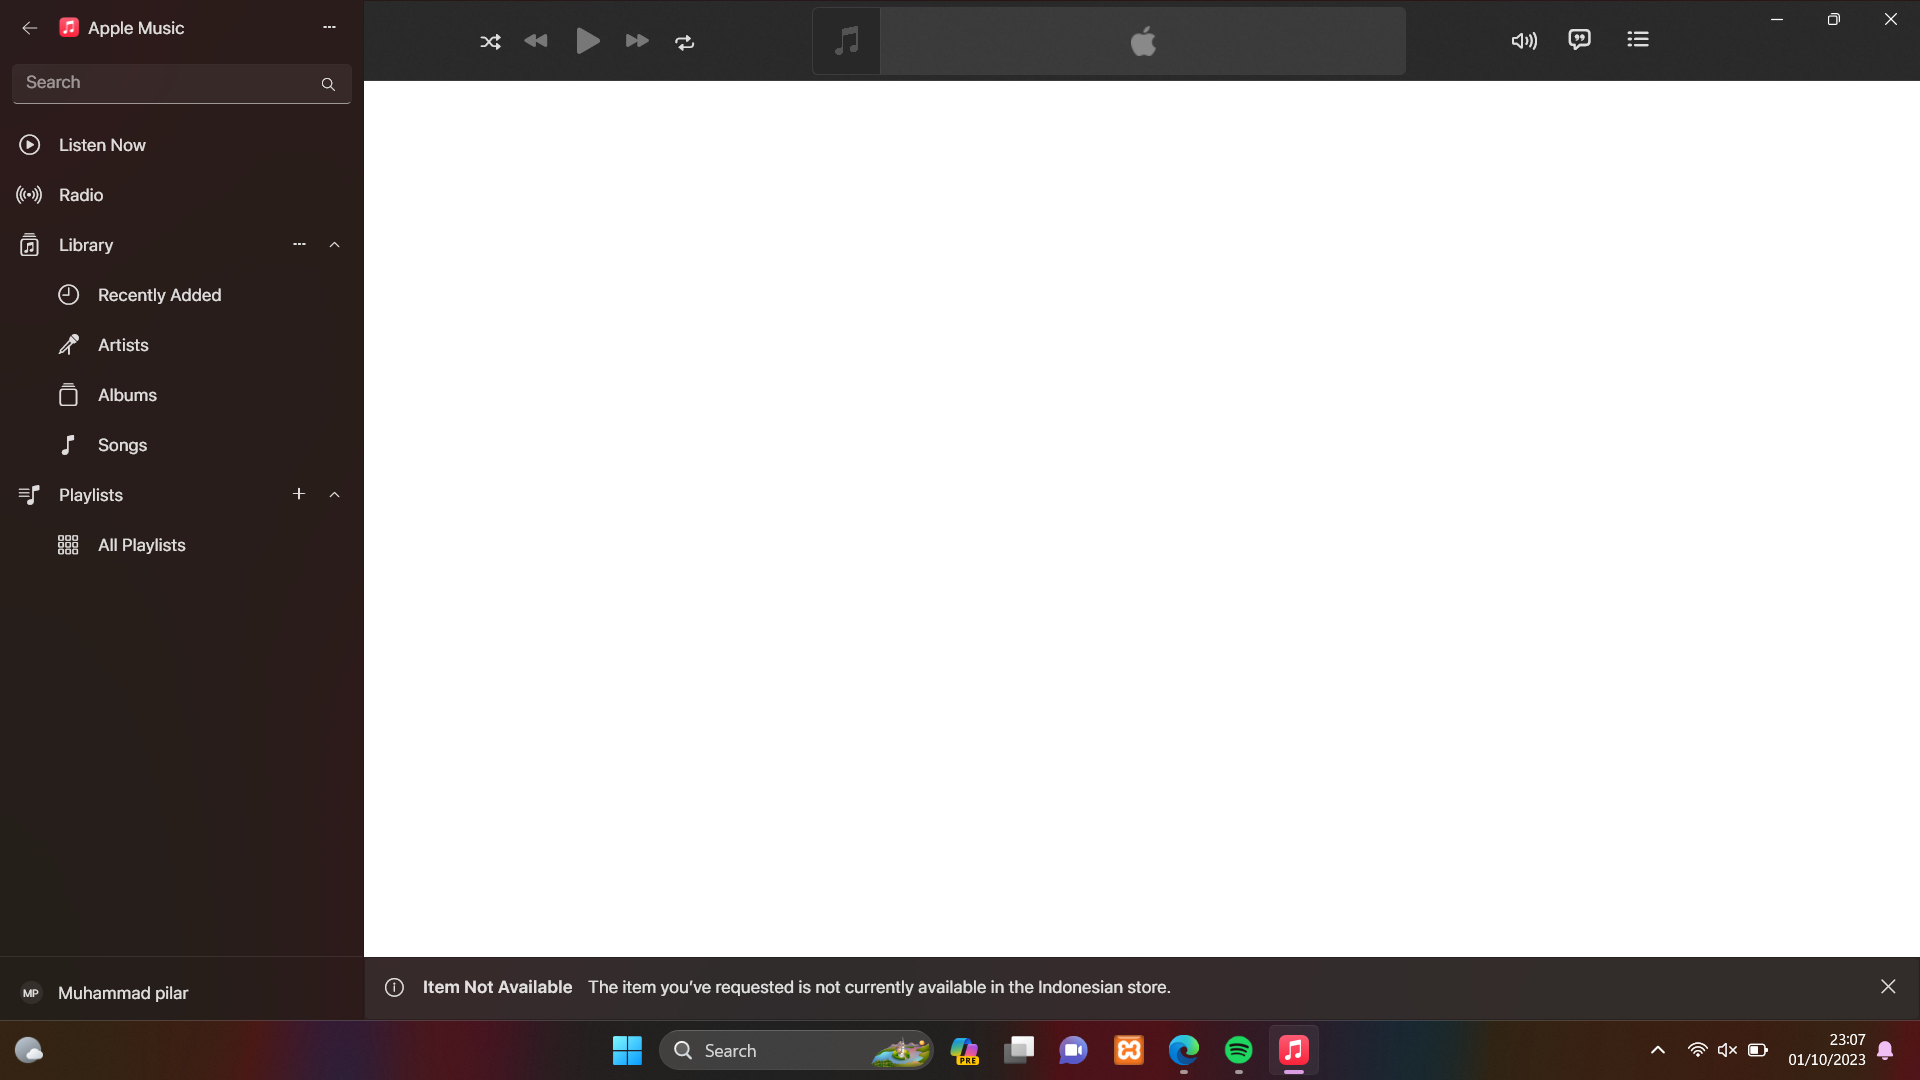 Apple Music
Search
Listen Now
Radio
Library
Recently Added
Artists
Albums
Songs
Playlists
All Playlists
MP Muhammad pilar
Item Not Available The item you've requested is not currently available in the Indonesian store.
Search
PRE
23:07
01/10/2023